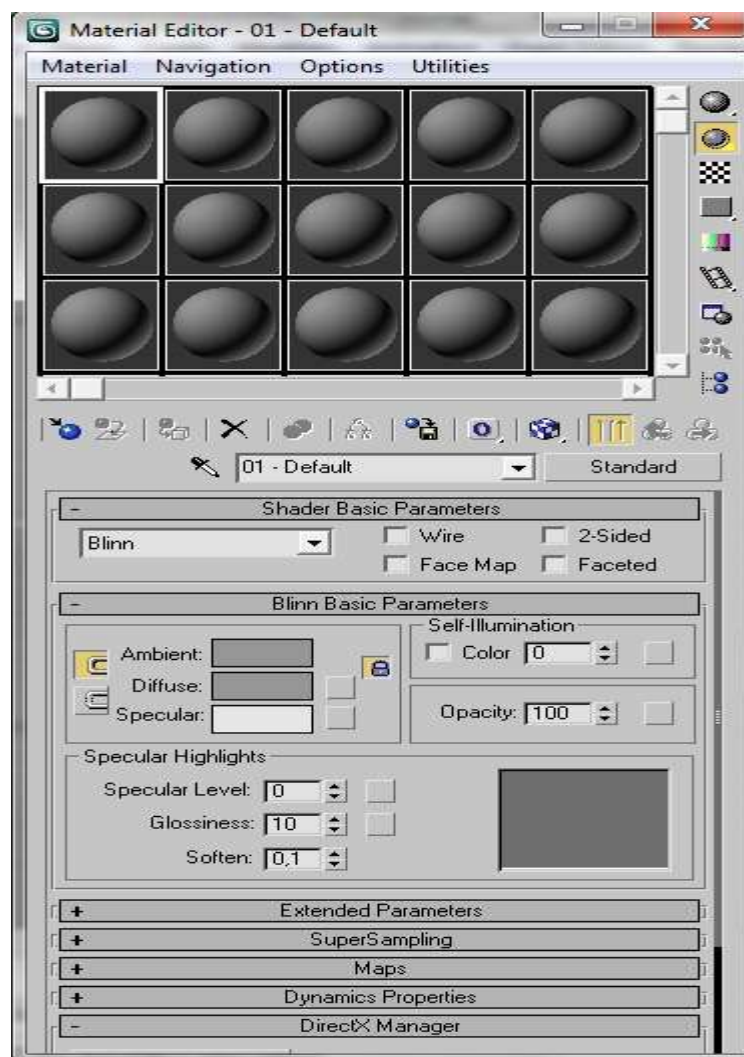 Material Editor - 01 - Default
Material Navigation Options Utilities
01 - Default Standard
- Shader Basic Parameters
Blinn Wire 2-Sided
Face Map Faceted
- Blinn Basic Parameters
Self-Illumination
Ambient: Color 0
Diffuse:
Specular: Opacity: 100
Specular Highlights
Specular Level: 0
Glossiness: 10
Soften: 0,1
+ Extended Parameters
+ SuperSampling
+ Maps
+ Dynamics Properties
- DirectX Manager